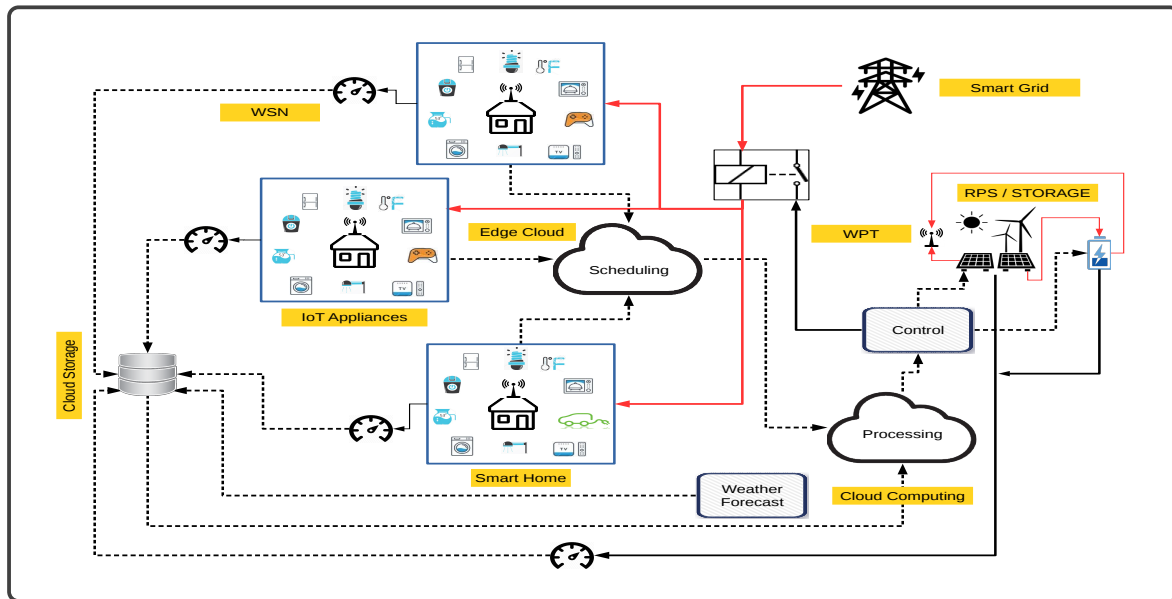 WSN
Smart Grid
RPS / STORAGE
WPT
Edge Cloud
Scheduling
IoT Appliances
Control
Cloud Storage
Processing
Smart Home
Weather
Forecast
Cloud Computing
F
F
F
TV
TV
TV